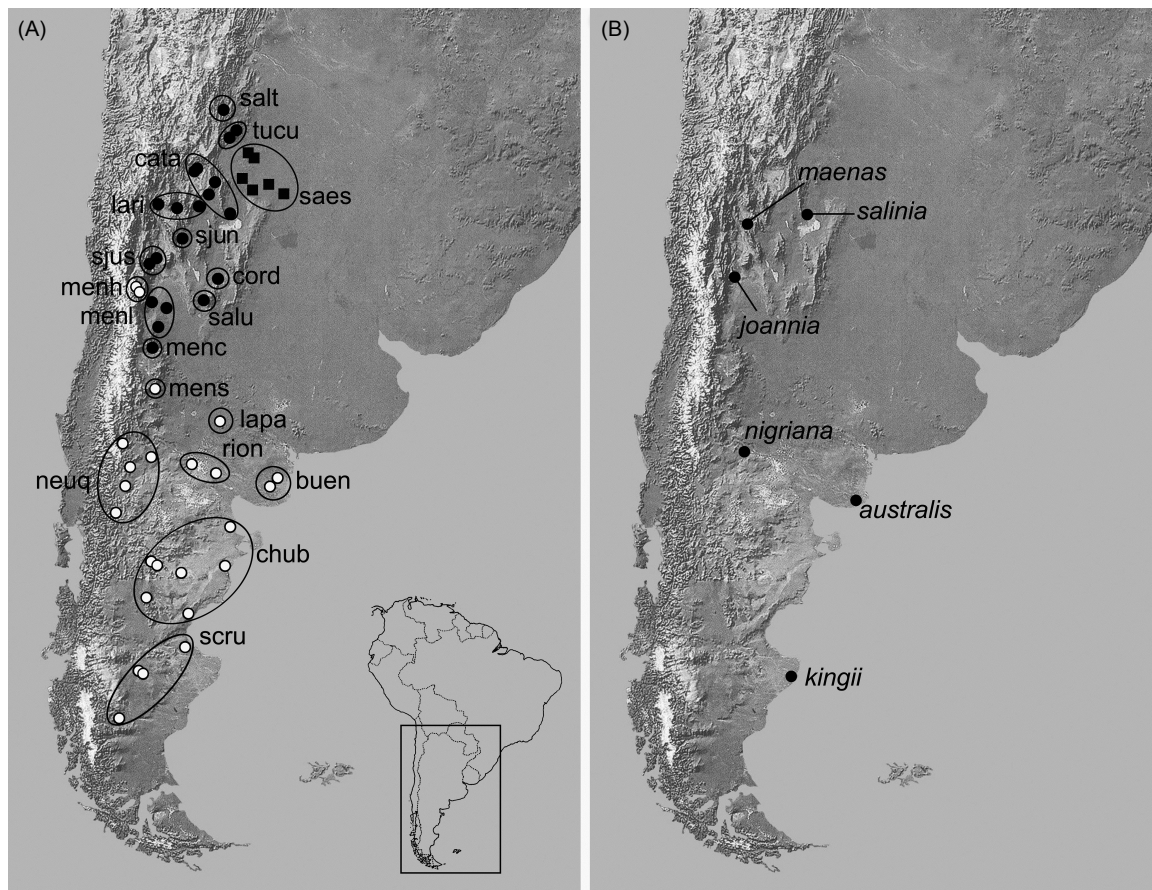 (A)
salt
tucu
cata
saes
lari
sjun
sjus
cord
menh
menl
salu
menc
mens
lapa
rion
neuq
buen
chub
scru
(B)
maenas
salinia
joannia
nigriana
australis
kingii